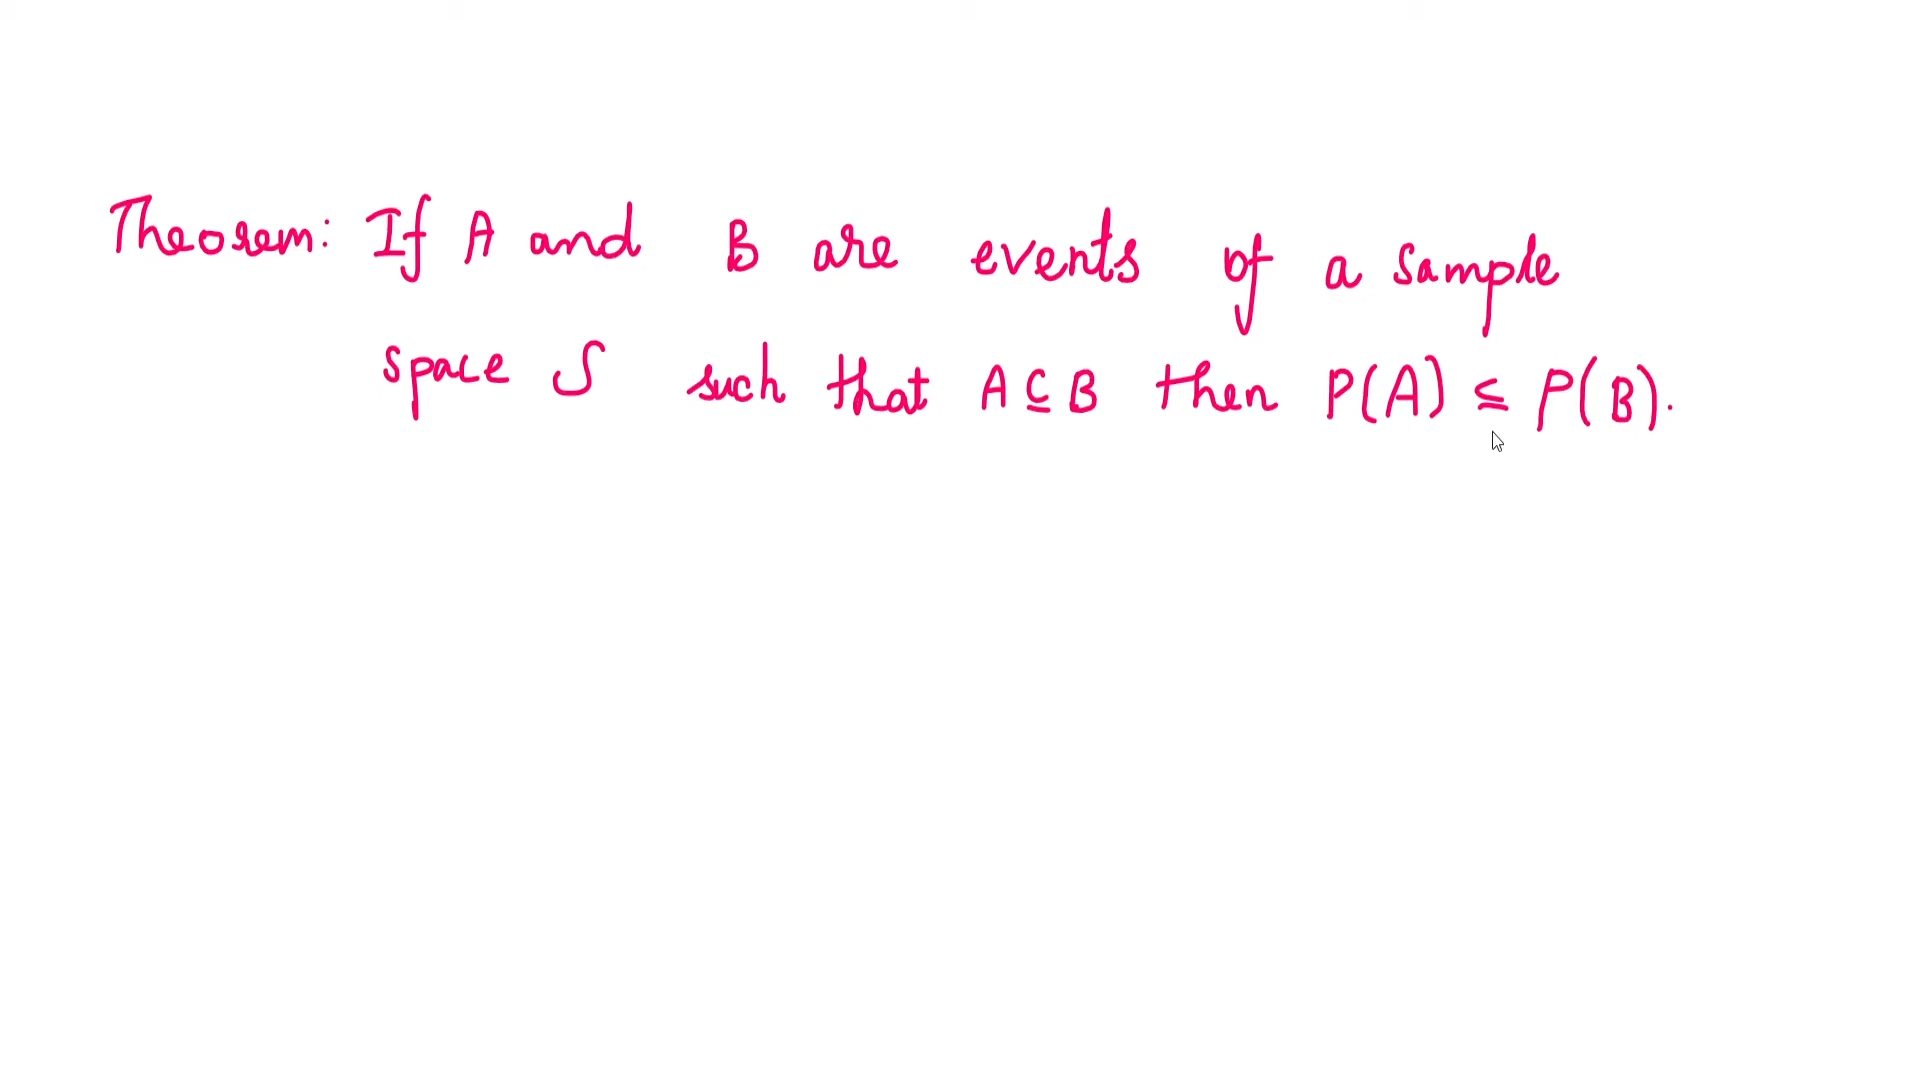 Theorem: If A and B are events of a sample
space S such that A ⊆ B then P(A) ≤ P(B).